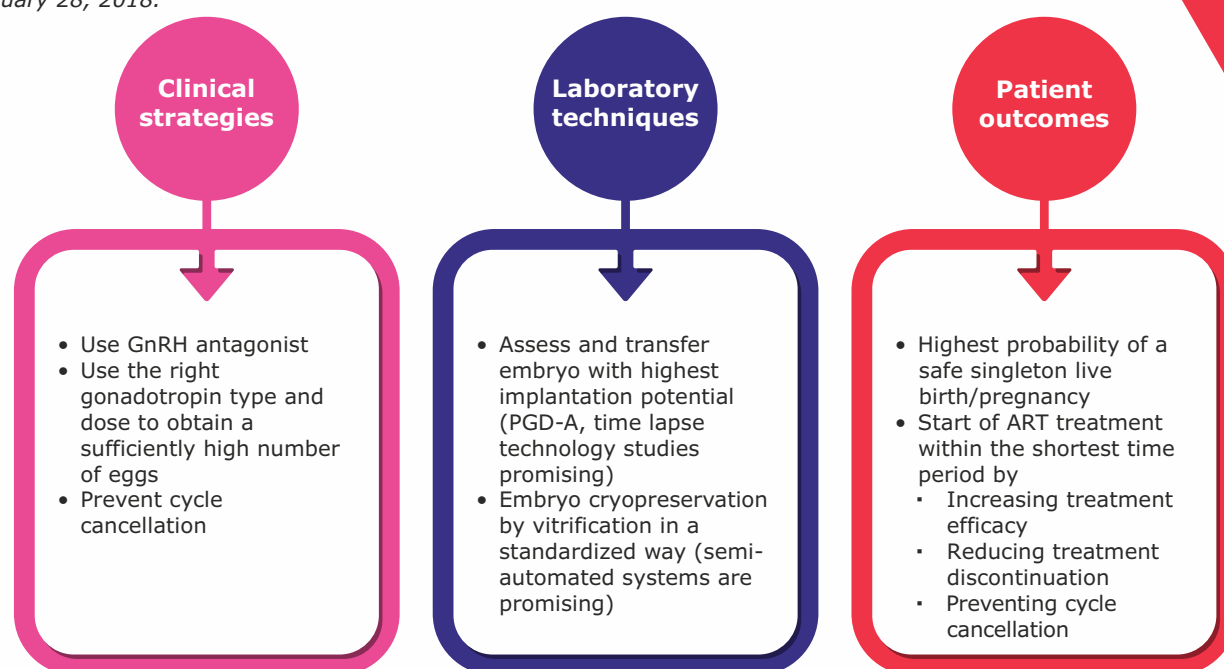 28, 2018.
Clinical
strategies
• Use GnRH antagonist
• Use the right
gonadotropin type and
dose to obtain a
sufficiently high number
of eggs
• Prevent cycle
cancellation
Laboratory
techniques
• Assess and transfer
embryo with highest
implantation potential
(PGD-A, time lapse
technology studies
promising)
• Embryo cryopreservation
by vitrification in a
standardized way (semi-
automated systems are
promising)
Patient
outcomes
• Highest probability of a
safe singleton live
birth/pregnancy
• Start of ART treatment
within the shortest time
period by
▪ Increasing treatment
efficacy
▪ Reducing treatment
discontinuation
▪ Preventing cycle
cancellation